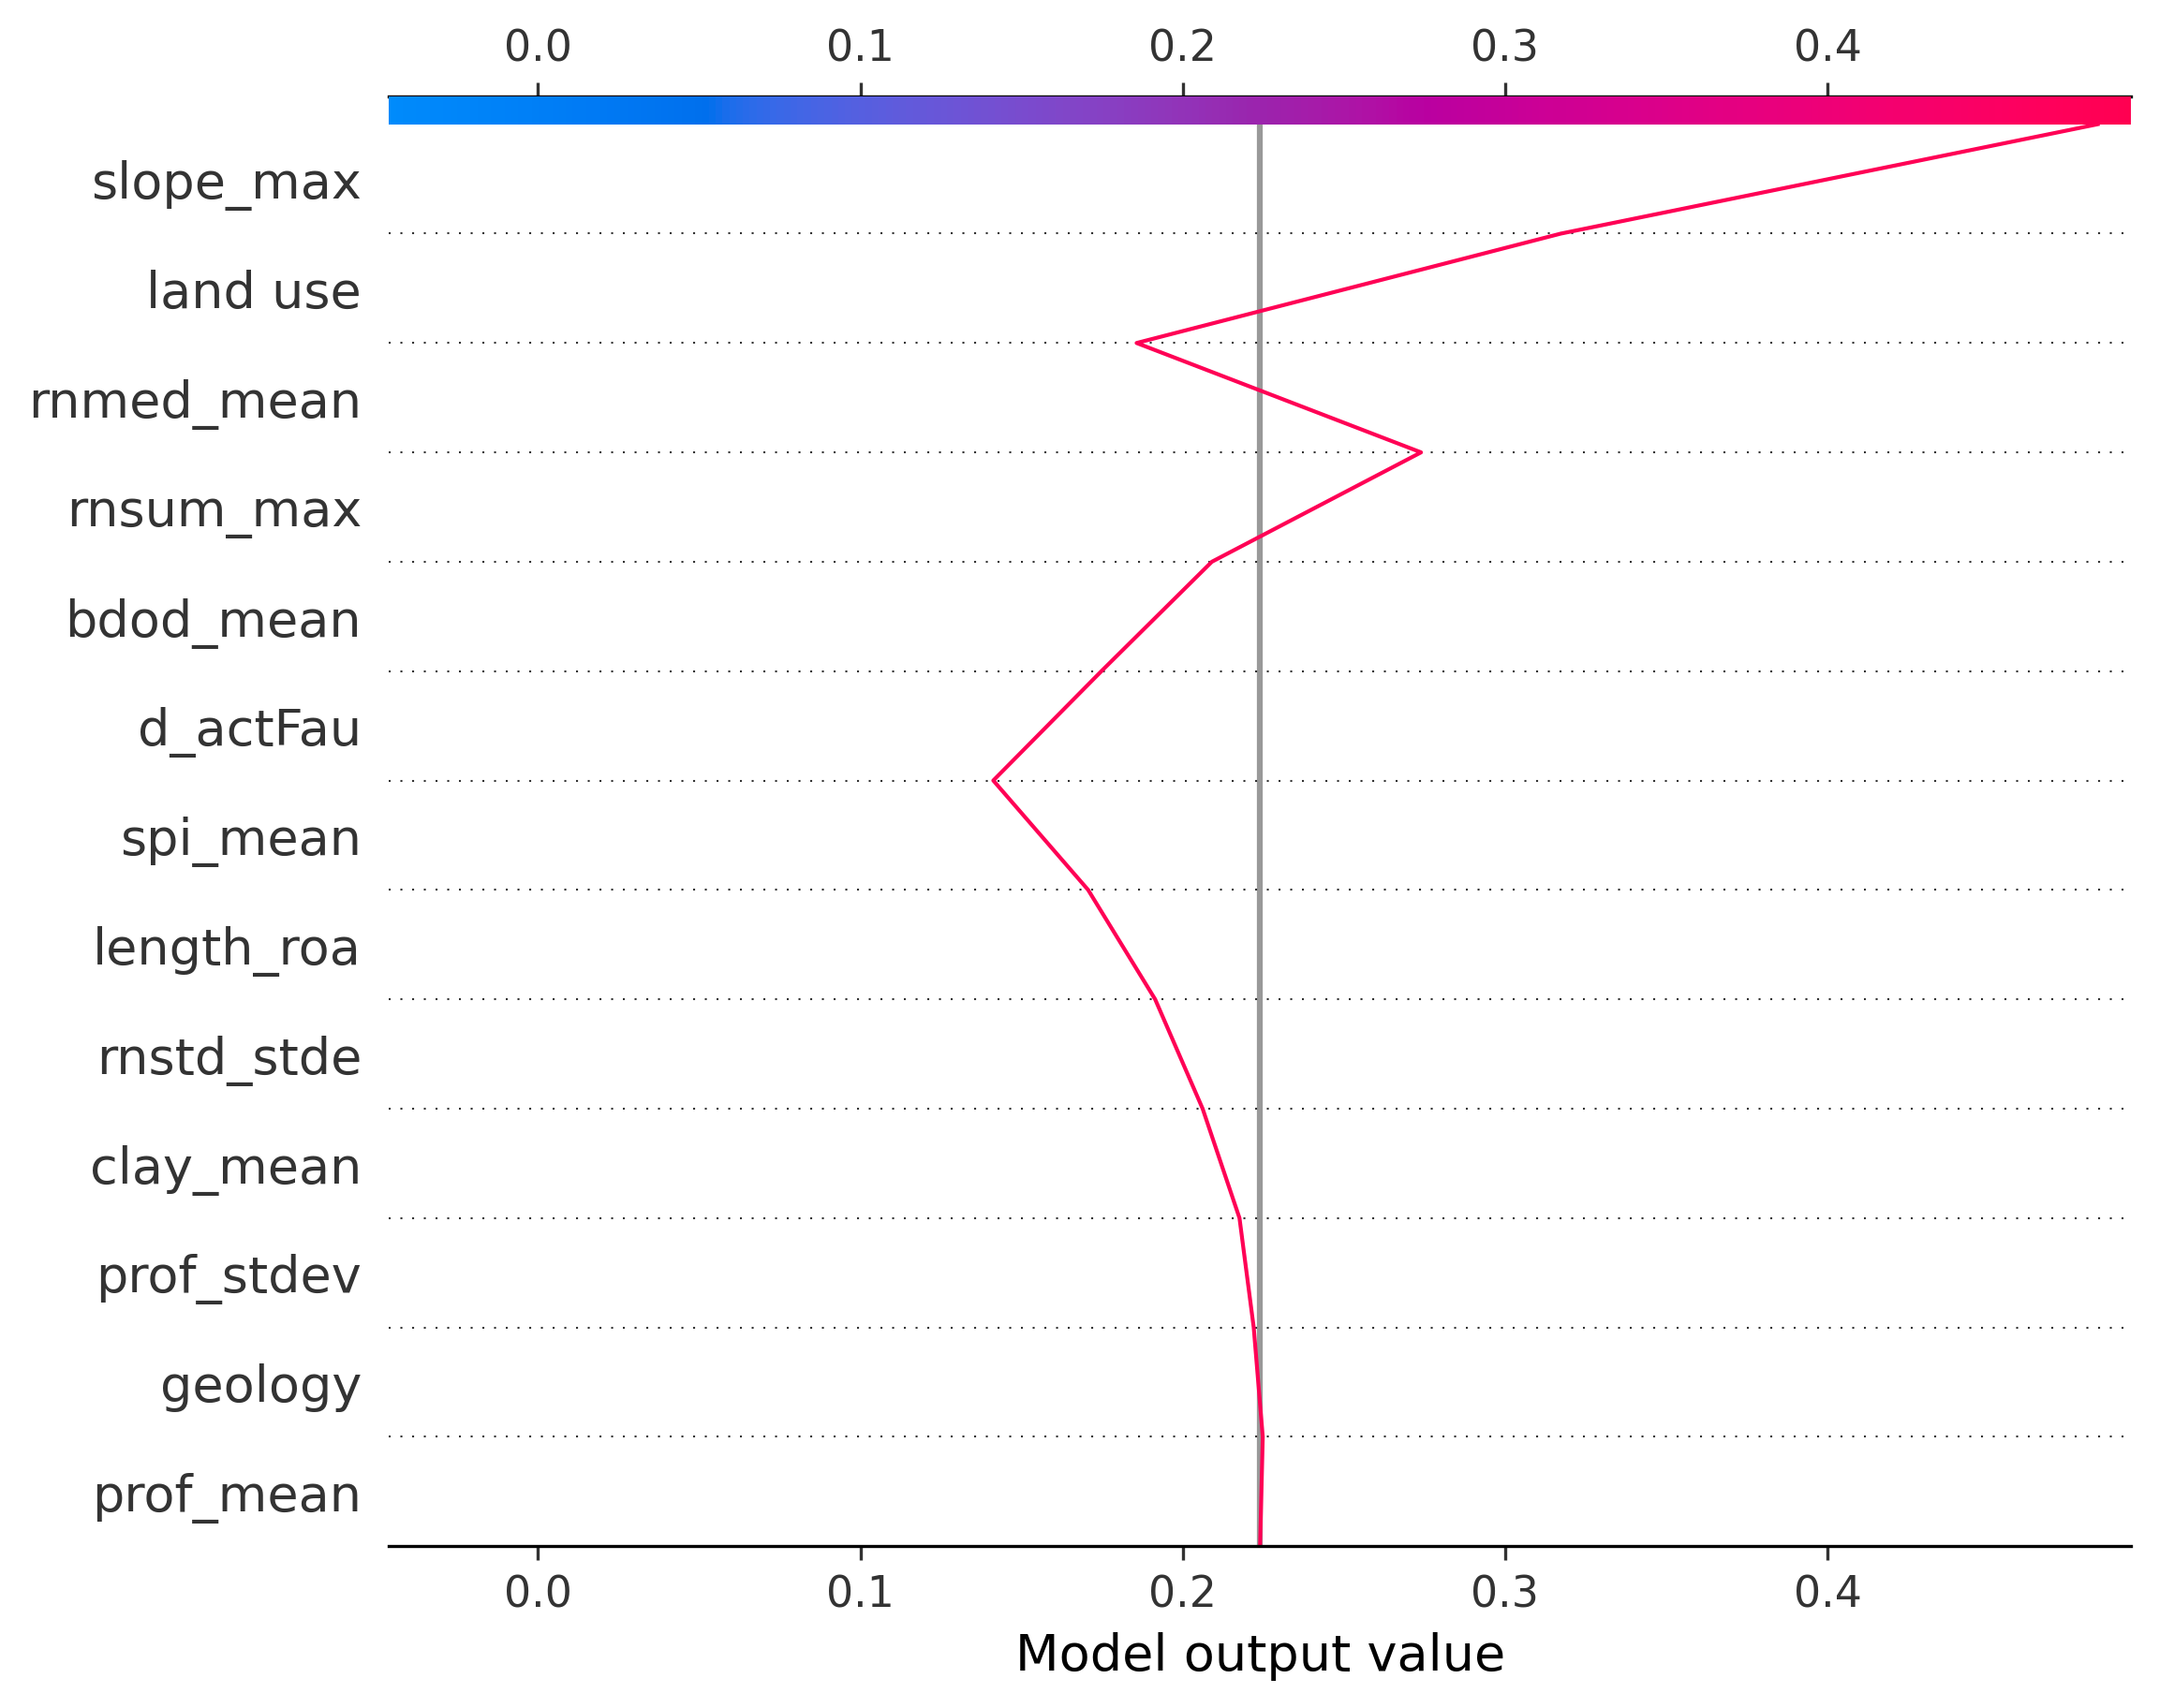 0.0 0.1 0.2 0.3 0.4
slope_max
land use
rnmed_mean
rnsum_max
bdod_mean
d_actFau
spi_mean
length_roa
rnstd_stde
clay_mean
prof_stdev
geology
prof_mean
0.0 0.1 0.2 0.3 0.4
Model output value